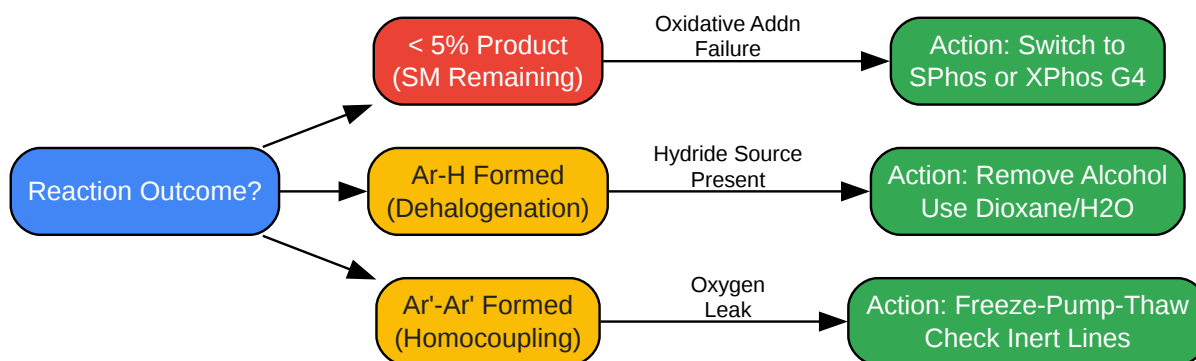 < 5% Product
(SM Remaining)
Oxidative Addn
Failure
Action: Switch to
SPhos or XPhos G4
Reaction Outcome?
Ar-H Formed
(Dehalogenation)
Hydride Source
Present
Action: Remove Alcohol
Use Dioxane/H2O
Ar'-Ar' Formed
(Homocoupling)
Oxygen
Leak
Action: Freeze-Pump-Thaw
Check Inert Lines